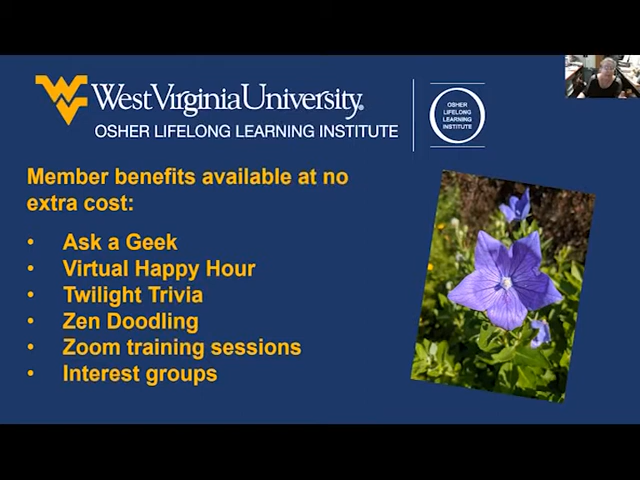 WestVirginiaUniversity®
OSHER LIFELONG LEARNING INSTITUTE
OSHER
LIFELONG
LEARNING
INSTITUTE
Member benefits available at no
extra cost:
• Ask a Geek
• Virtual Happy Hour
• Twilight Trivia
• Zen Doodling
• Zoom training sessions
• Interest groups